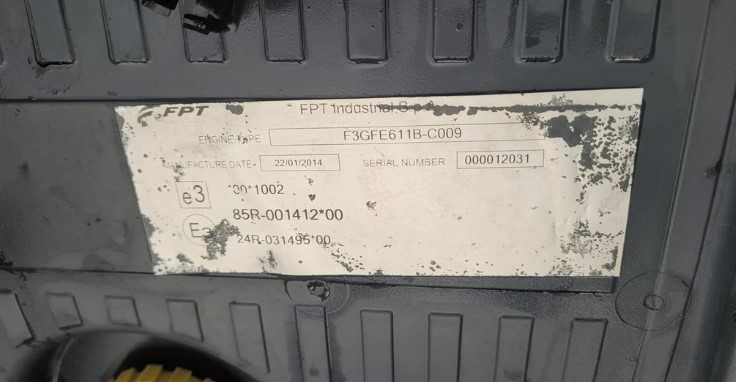 FPT
FPT Industrial S.p.A.
ENGINE TYPE F3GFE611B-C009
MANUFACTURE DATE 22/01/2014 SERIAL NUMBER 000012031
e3 *30*1002
85R-001412*00
E3
24R-031495*00